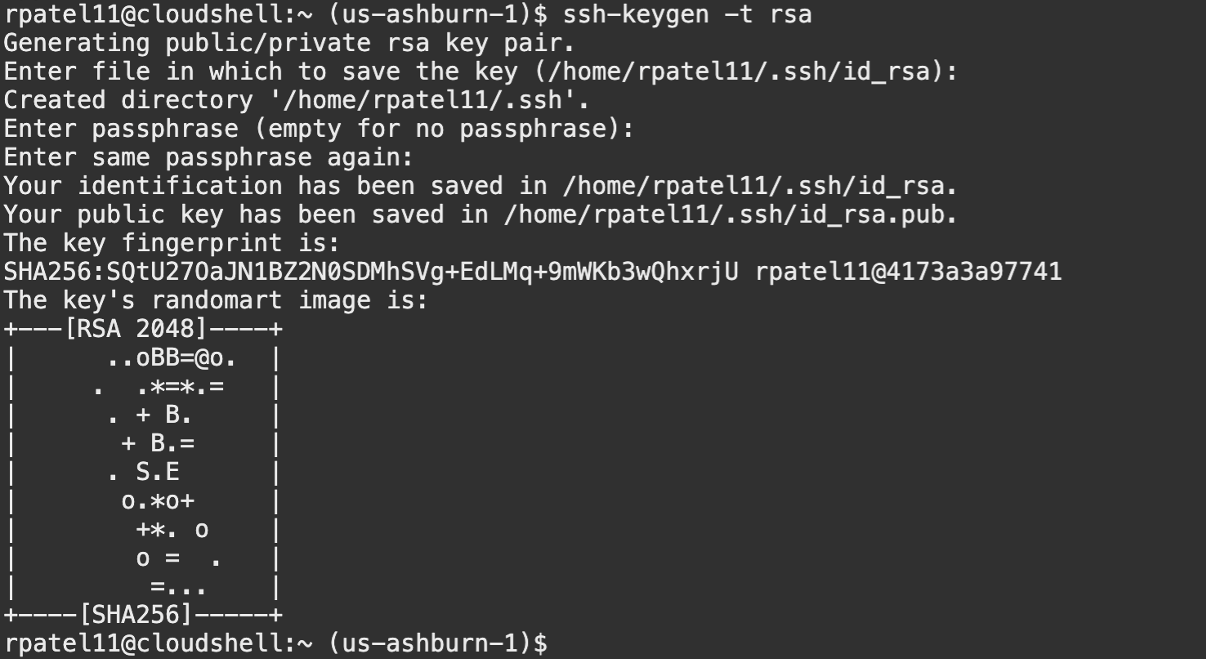 rpatel11@cloudshell:~ (us-ashburn-1)$ ssh-keygen -t rsa
Generating public/private rsa key pair.
Enter file in which to save the key (/home/rpatel11/.ssh/id_rsa):
Created directory '/home/rpatel11/.ssh'.
Enter passphrase (empty for no passphrase):
Enter same passphrase again:
Your identification has been saved in /home/rpatel11/.ssh/id_rsa.
Your public key has been saved in /home/rpatel11/.ssh/id_rsa.pub.
The key fingerprint is:
SHA256:SQtU27OaJN1BZ2N0SDMhSVg+EdLMq+9mWKb3wQhxrjU rpatel11@4173a3a97741
The key's randomart image is:
+---[RSA 2048]----+
|      ..oBB=@o.  |
|     .  .*=*.=   |
|      . + B.     |
|       + B.=     |
|      . S.E      |
|       o.*o+     |
|        +*. o    |
|        o =  .   |
|         =...    |
+----[SHA256]-----+
rpatel11@cloudshell:~ (us-ashburn-1)$